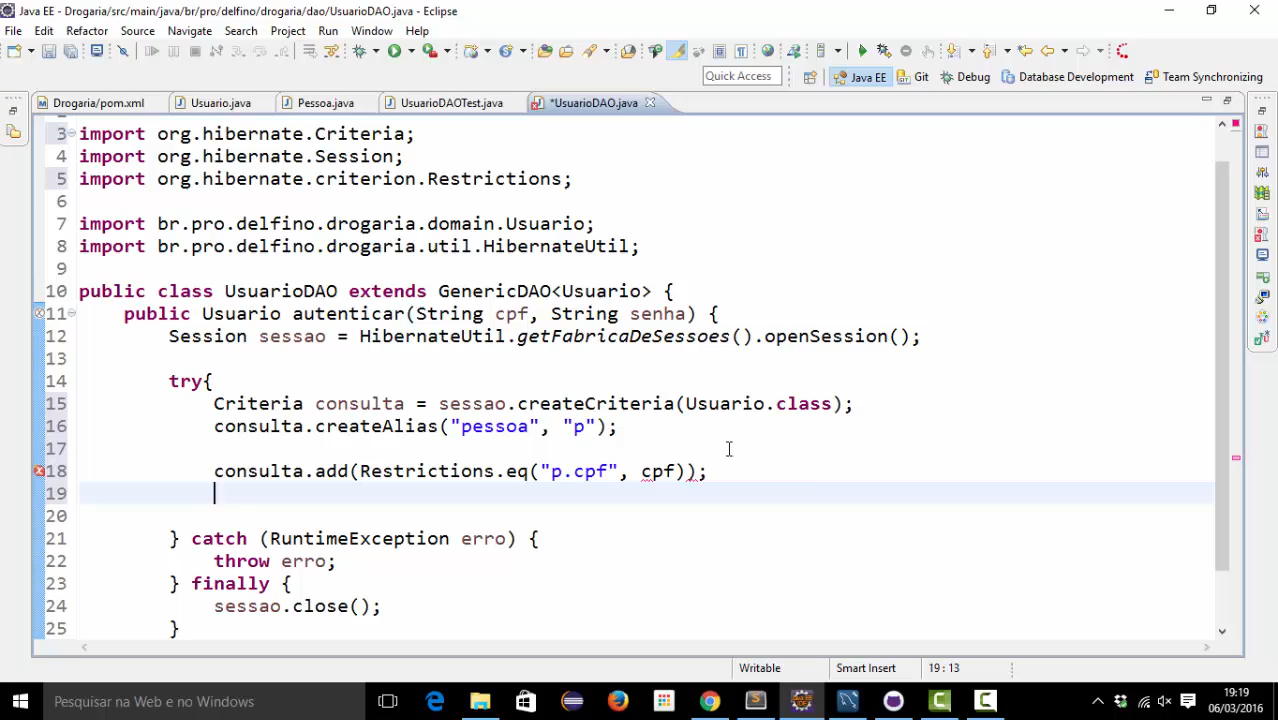 Java EE - Drogaria/src/main/java/br/pro/delfino/drogaria/dao/UsuarioDAO.java - Eclipse
File Edit Refactor Source Navigate Search Project Run Window Help
Quick Access Java EE Git Debug Database Development Team Synchronizing
Drogaria/pom.xml Usuario.java Pessoa.java UsuarioDAOTest.java *UsuarioDAO.java
3 import org.hibernate.Criteria;
4 import org.hibernate.Session;
5 import org.hibernate.criterion.Restrictions;
6
7 import br.pro.delfino.drogaria.domain.Usuario;
8 import br.pro.delfino.drogaria.util.HibernateUtil;
9
10 public class UsuarioDAO extends GenericDAO<Usuario> {
11 public Usuario autenticar(String cpf, String senha) {
12 Session sessao = HibernateUtil.getFabricaDeSessoes().openSession();
13
14 try{
15 Criteria consulta = sessao.createCriteria(Usuario.class);
16 consulta.createAlias("pessoa", "p");
17
18 consulta.add(Restrictions.eq("p.cpf", cpf));
19
20
21 } catch (RuntimeException erro) {
22 throw erro;
23 } finally {
24 sessao.close();
25 }
Writable Smart Insert 19 : 13
Pesquisar na Web e no Windows 19:19
06/03/2016